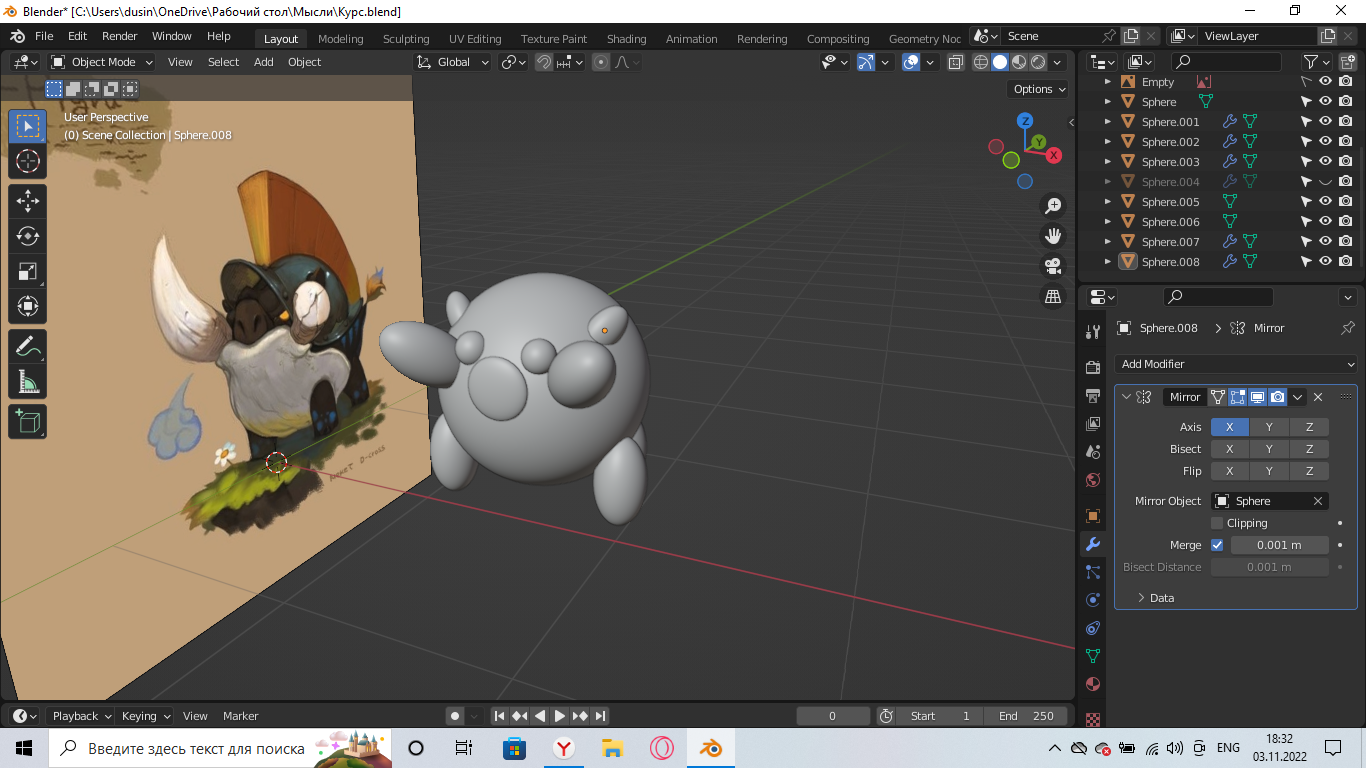 Blender* [C:\Users\dusin\OneDrive\Рабочий стол\Мысли\Курс.blend]
File Edit Render Window Help Layout Modeling Sculpting UV Editing Texture Paint Shading Animation Rendering Compositing Geometry Noc Scene ViewLayer
Object Mode View Select Add Object Global
Options
User Perspective
(0) Scene Collection | Sphere.008
Z
Y
X
Empty
Sphere
Sphere.001
Sphere.002
Sphere.003
Sphere.004
Sphere.005
Sphere.006
Sphere.007
Sphere.008
Sphere.008 > Mirror
Add Modifier
Mirror
Axis X Y Z
Bisect X Y Z
Flip X Y Z
Mirror Object Sphere
Clipping
Merge 0.001 m
Bisect Distance 0.001 m
Data
D-cross
Playback Keying View Marker 0 Start 1 End 250
Введите здесь текст для поиска
ENG
18:32
03.11.2022